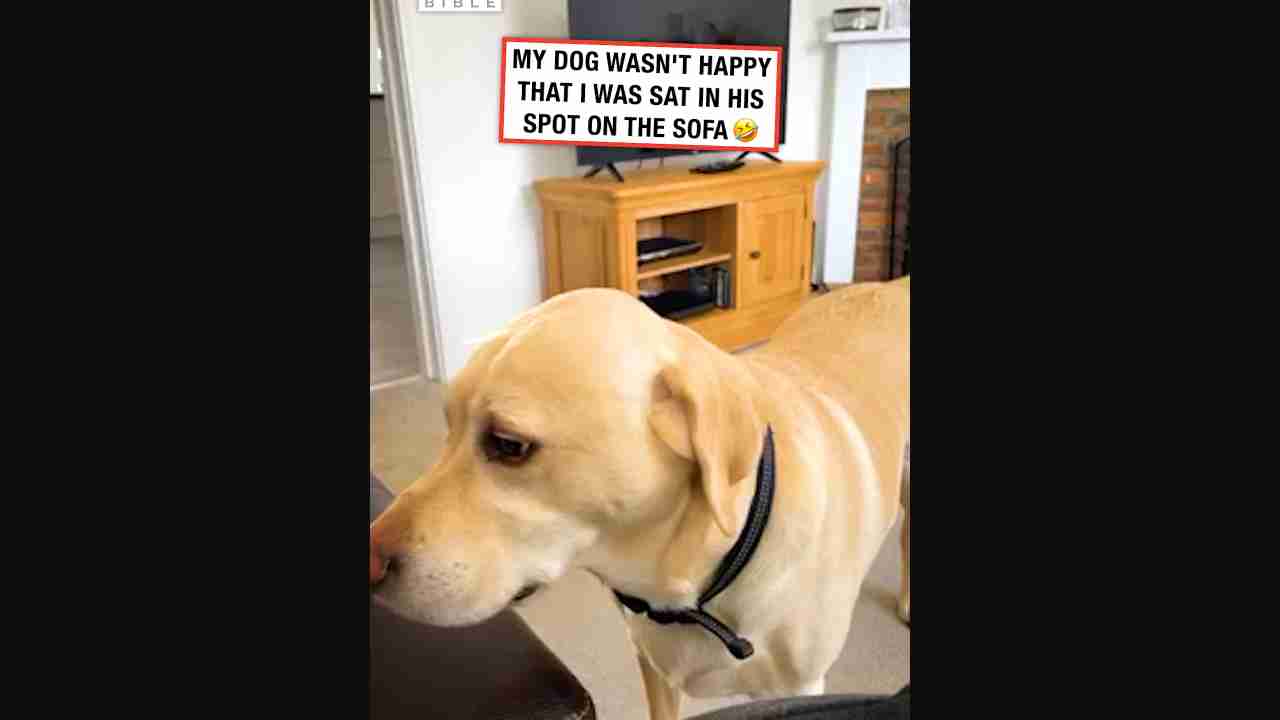 BIBLE
MY DOG WASN'T HAPPY
THAT I WAS SAT IN HIS
SPOT ON THE SOFA🤣